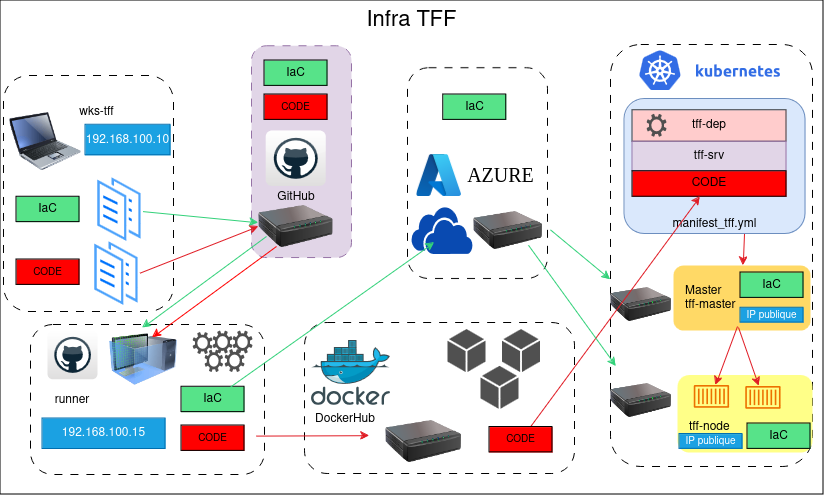 Infra TFF
wks-tff
192.168.100.10
IaC
CODE
IaC
CODE
GitHub
IaC
AZURE
kubernetes
tff-dep
tff-srv
CODE
manifest_tff.yml
Master
tff-master
IaC
IP publique
tff-node
IP publique
IaC
runner
192.168.100.15
IaC
CODE
docker
DockerHub
CODE